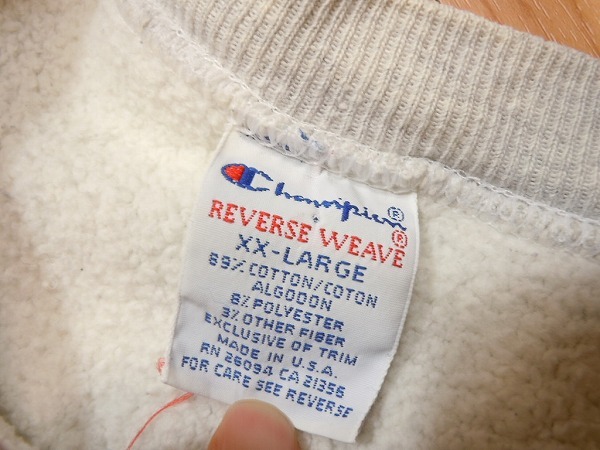 Champion®
REVERSE WEAVE®
XX-LARGE
89% COTTON/COTON
ALGODON
8% POLYESTER
3% OTHER FIBER
EXCLUSIVE OF TRIM
MADE IN U.S.A.
RN 26094 CA 21356
FOR CARE SEE REVERSE